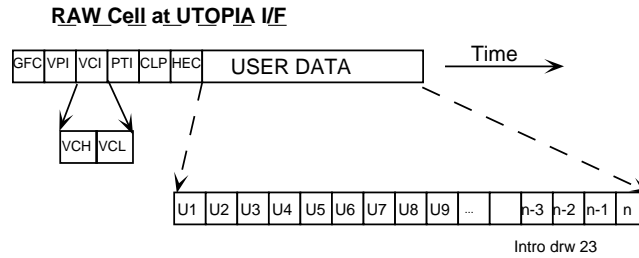 RAW Cell at UTOPIA I/F
GFC VPI VCI PTI CLP HEC USER DATA Time
VCH VCL
U1 U2 U3 U4 U5 U6 U7 U8 U9 ... n-3 n-2 n-1 n
Intro drw 23